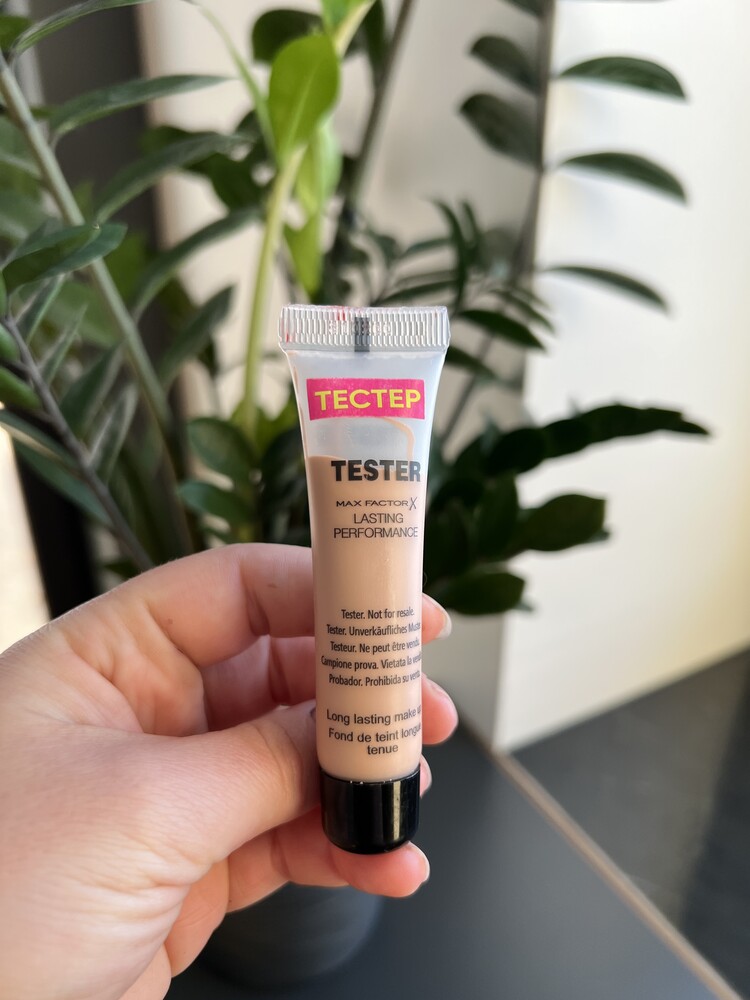 ТЕСТЕР
TESTER
MAX FACTOR X
LASTING
PERFORMANCE
Tester. Not for resale.
Tester. Unverkäufliches
Testeur. Ne peut être
Campione prova. Vietata la
Probador. Prohibida su
Long lasting make
Fond de teint longue
tenue